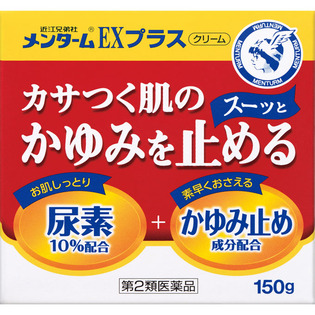 近江兄弟社
メンタームEXプラス クリーム
MENTURM
MENTURM
カサつく肌の
スーッと
かゆみを止める
お肌しっとり
尿素
10%配合
+
素早くおさえる
かゆみ止め
成分配合
第2類医薬品
150g